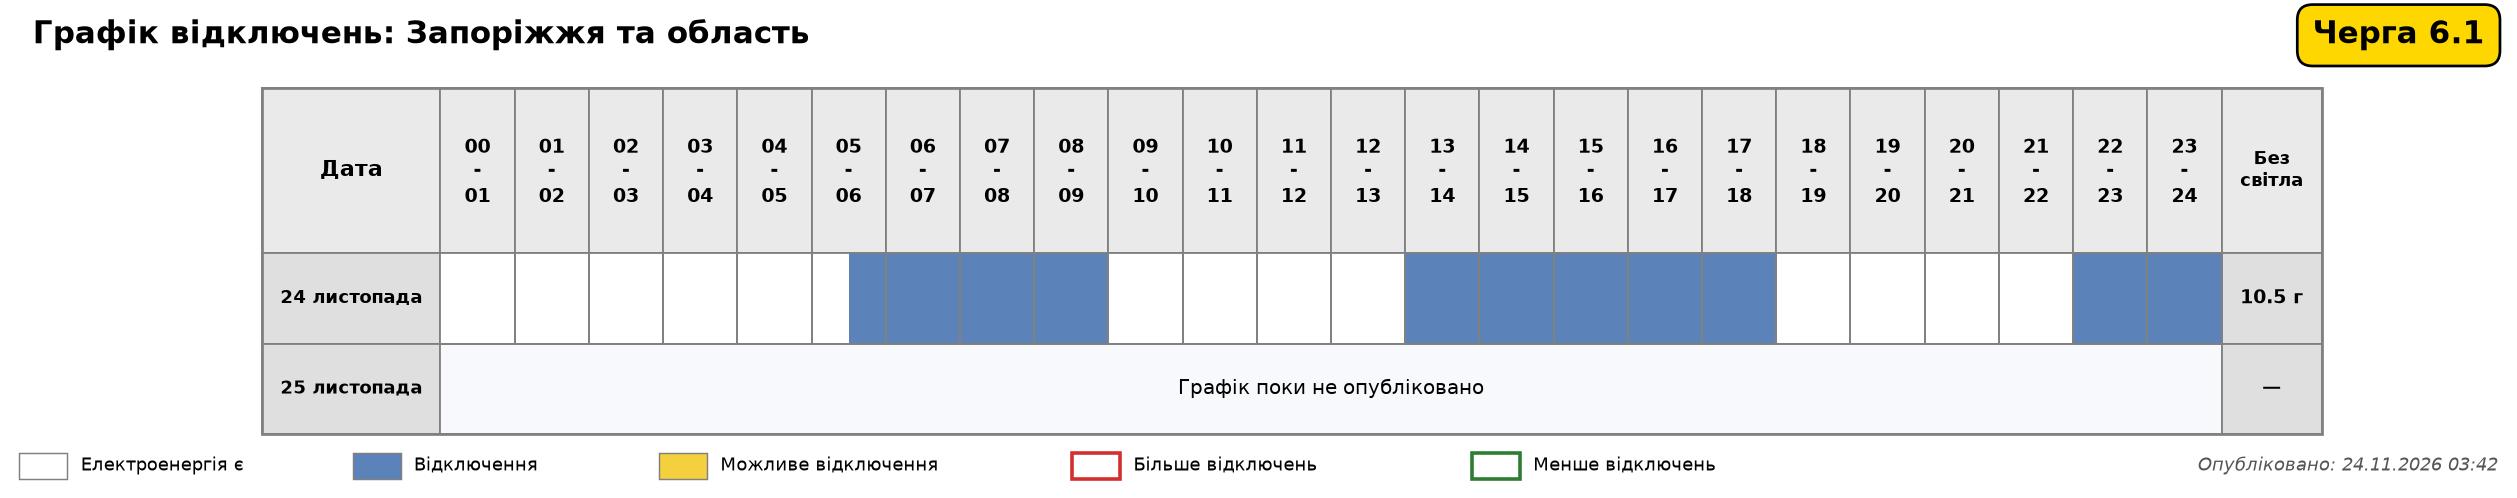 Графік відключень: Запоріжжя та область
Черга 6.1
Дата
00 - 01
01 - 02
02 - 03
03 - 04
04 - 05
05 - 06
06 - 07
07 - 08
08 - 09
09 - 10
10 - 11
11 - 12
12 - 13
13 - 14
14 - 15
15 - 16
16 - 17
17 - 18
18 - 19
19 - 20
20 - 21
21 - 22
22 - 23
23 - 24
Без
світла
24 листопада
10.5 г
25 листопада
Графік поки не опубліковано
—
Електроенергія є
Відключення
Можливе відключення
Більше відключень
Менше відключень
Опубліковано: 24.11.2026 03:42